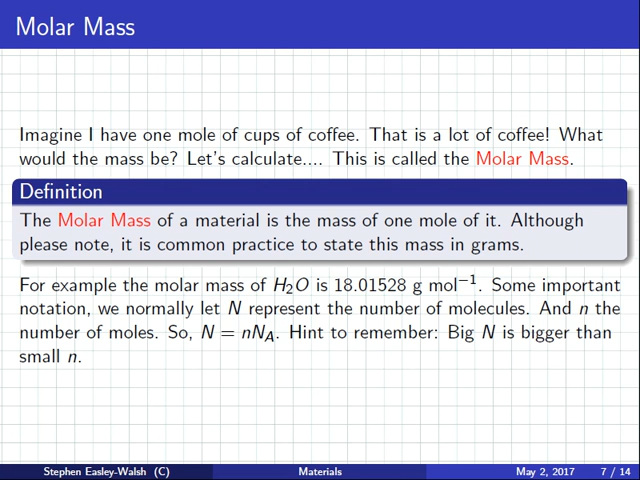 Molar Mass
Imagine I have one mole of cups of coffee. That is a lot of coffee! What
would the mass be? Let's calculate.... This is called the Molar Mass.
Definition
The Molar Mass of a material is the mass of one mole of it. Although
please note, it is common practice to state this mass in grams.
For example the molar mass of H₂O is 18.01528 g mol⁻¹. Some important
notation, we normally let N represent the number of molecules. And n the
number of moles. So, N = nN_A. Hint to remember: Big N is bigger than
small n.
Stephen Easley-Walsh (C) Materials May 2, 2017 7 / 14